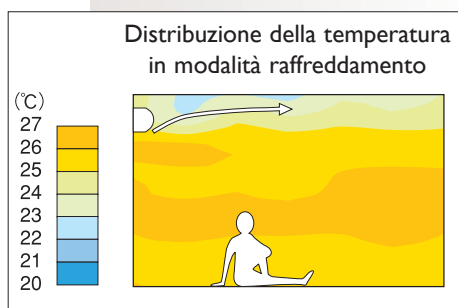 Distribuzione della temperatura
in modalità raffreddamento
(°C)
27
26
25
24
23
22
21
20